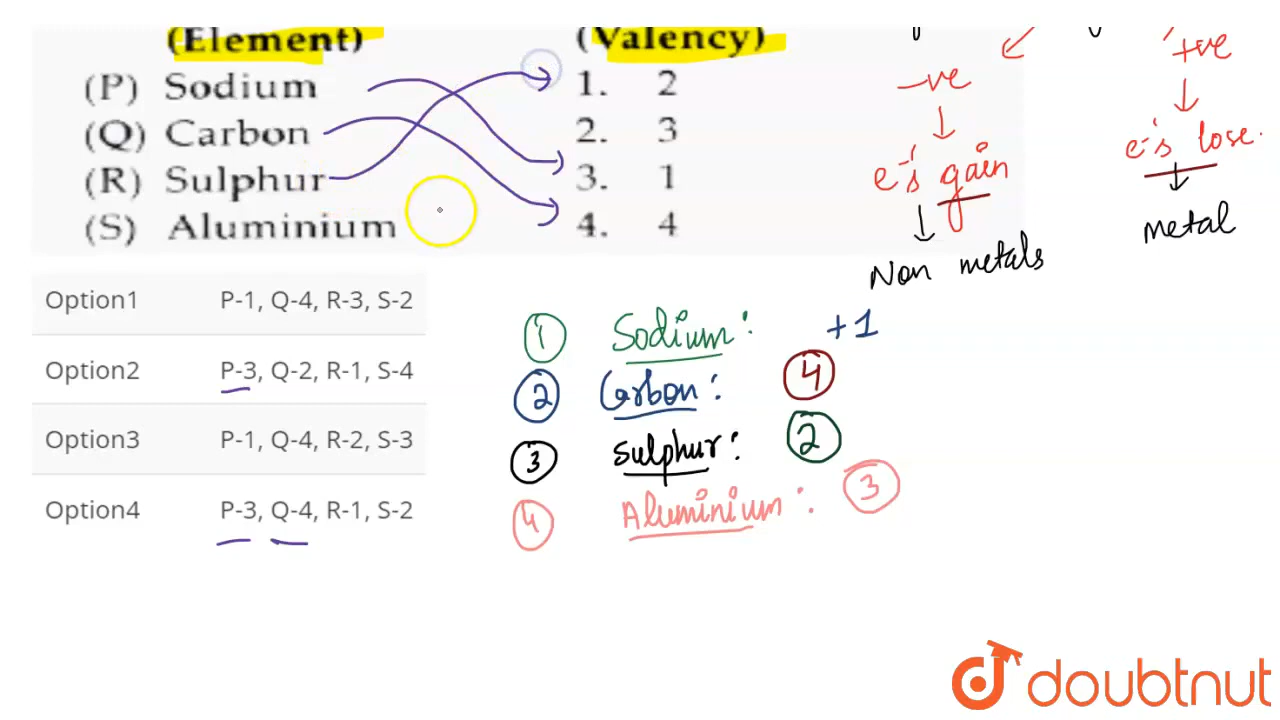 (Element) (Valency)
(P) Sodium 1. 2
(Q) Carbon 2. 3
(R) Sulphur 3. 1
(S) Aluminium 4. 4
-ve +ve
e-'s gain e-'s lose.
Non metals metal
Option1 P-1, Q-4, R-3, S-2
Option2 P-3, Q-2, R-1, S-4
Option3 P-1, Q-4, R-2, S-3
Option4 P-3, Q-4, R-1, S-2
1 Sodium: +1
2 Carbon: 4
3 Sulphur: 2
4 Aluminium: 3
doubtnut